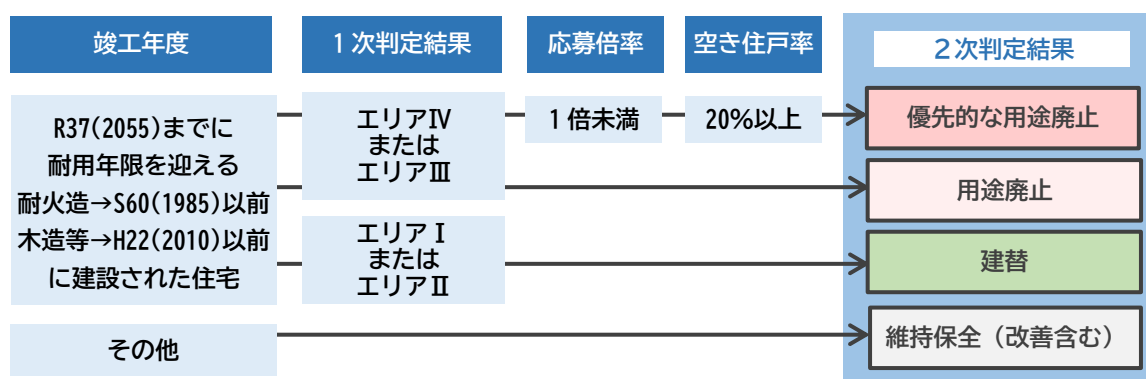 竣工年度
1次判定結果
応募倍率
空き住戸率
2次判定結果
R37(2055)までに
耐用年限を迎える
耐火造→S60(1985)以前
木造等→H22(2010)以前
に建設された住宅
エリアⅣ
または
エリアⅢ
1倍未満
20%以上
優先的な用途廃止
用途廃止
エリアⅠ
または
エリアⅡ
建替
その他
維持保全（改善含む）